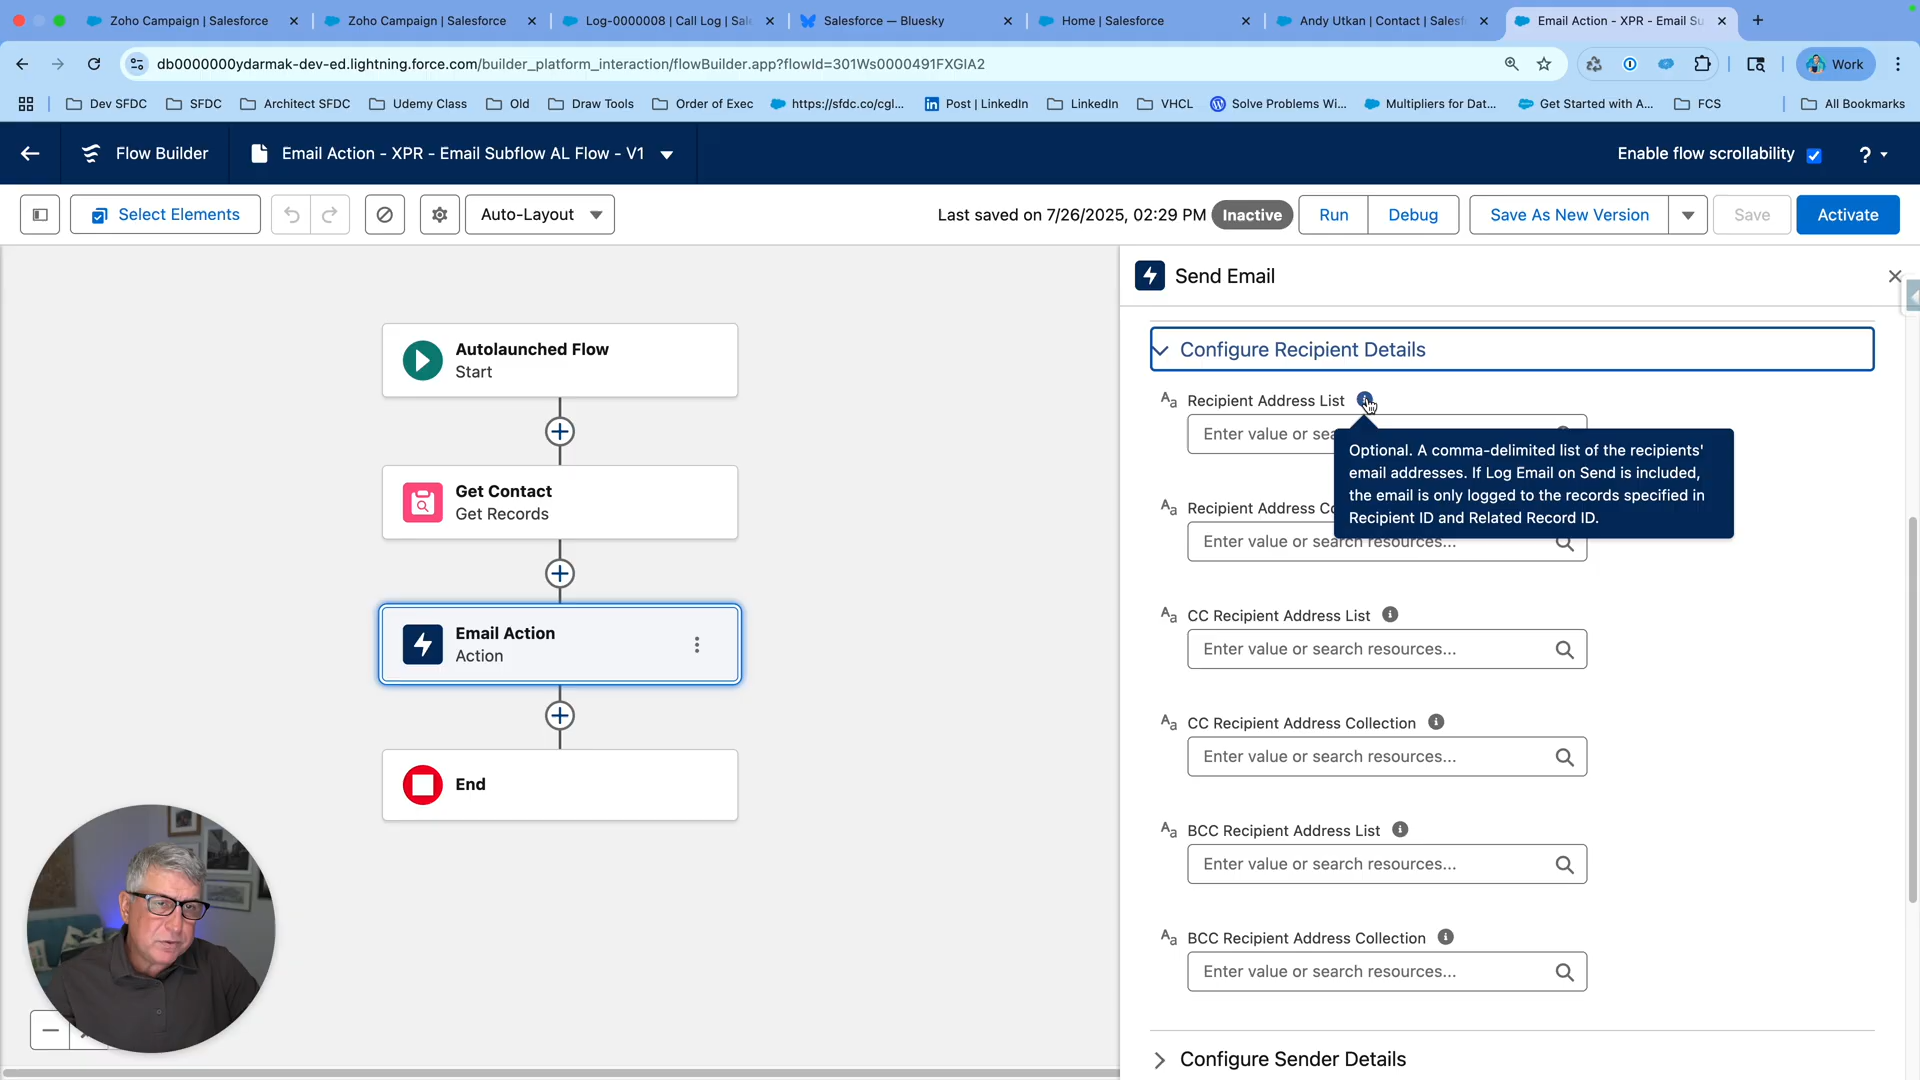 Zoho Campaign | Salesforce
Zoho Campaign | Salesforce
Log-0000008 | Call Log | Sale
Salesforce — Bluesky
Home | Salesforce
Andy Utkan | Contact | Salesf
Email Action - XPR - Email Su
db0000000ydarmak-dev-ed.lightning.force.com/builder_platform_interaction/flowBuilder.app?flowId=301Ws0000491FXGIA2
Work
Dev SFDC
SFDC
Architect SFDC
Udemy Class
Old
Draw Tools
Order of Exec
https://sfdc.co/cgl...
Post | LinkedIn
LinkedIn
VHCL
Solve Problems Wi...
Multipliers for Dat...
Get Started with A...
FCS
All Bookmarks
Flow Builder
Email Action - XPR - Email Subflow AL Flow - V1
Enable flow scrollability
?
Select Elements
Auto-Layout
Last saved on 7/26/2025, 02:29 PM
Inactive
Run
Debug
Save As New Version
Save
Activate
Autolaunched Flow
Start
Get Contact
Get Records
Email Action
Action
End
Send Email
Configure Recipient Details
Aa Recipient Address List
Enter value or sea
Optional. A comma-delimited list of the recipients'
email addresses. If Log Email on Send is included,
the email is only logged to the records specified in
Recipient ID and Related Record ID.
Aa Recipient Address Co
Enter value or search resources...
Aa CC Recipient Address List
Enter value or search resources...
Aa CC Recipient Address Collection
Enter value or search resources...
Aa BCC Recipient Address List
Enter value or search resources...
Aa BCC Recipient Address Collection
Enter value or search resources...
Configure Sender Details